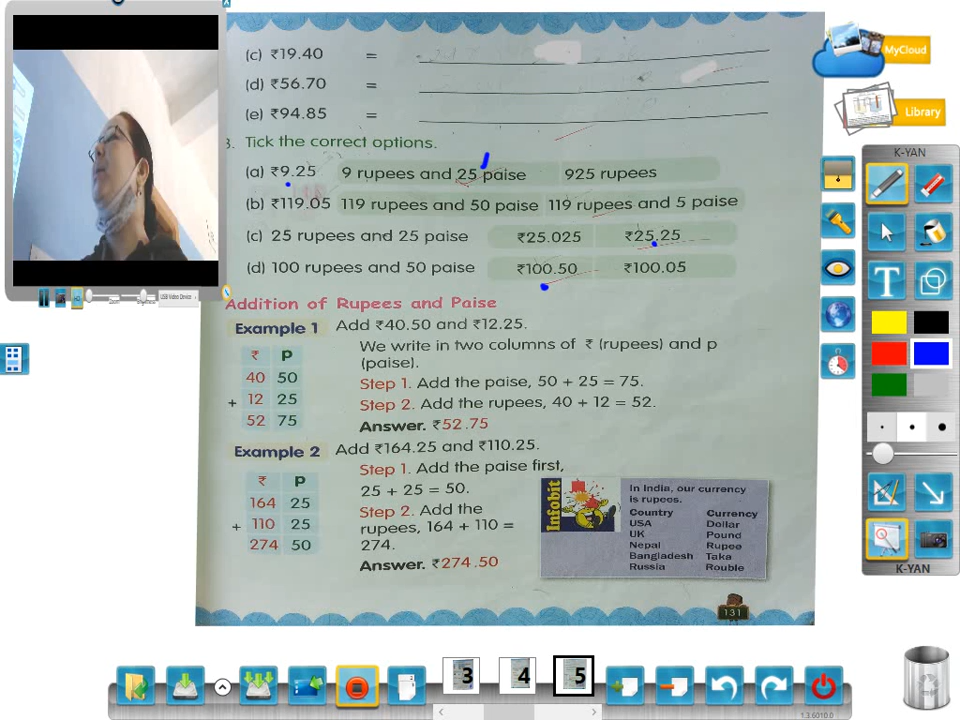 MyCloud
Library
K-YAN
(c) ₹19.40 =
(d) ₹56.70 =
(e) ₹94.85 =
3. Tick the correct options.
(a) ₹9.25 9 rupees and 25 paise 925 rupees
(b) ₹119.05 119 rupees and 50 paise 119 rupees and 5 paise
(c) 25 rupees and 25 paise ₹25.025 ₹25.25
(d) 100 rupees and 50 paise ₹100.50 ₹100.05
Addition of Rupees and Paise
Example 1 Add ₹40.50 and ₹12.25.
We write in two columns of ₹ (rupees) and p
(paise).
₹ P
40 50
+ 12 25
52 75
Step 1. Add the paise, 50 + 25 = 75.
Step 2. Add the rupees, 40 + 12 = 52.
Answer. ₹52.75
Example 2 Add ₹164.25 and ₹110.25.
₹ P
164 25
+ 110 25
274 50
Step 1. Add the paise first,
25 + 25 = 50.
Step 2. Add the
rupees, 164 + 110 =
274.
Answer. ₹274.50
Infobit
In India, our currency
is rupees.
Country Currency
USA Dollar
UK Pound
Nepal Rupee
Bangladesh Taka
Russia Rouble
131
USB Video Device
T
K-YAN
3
4
5
1.3.6010.0